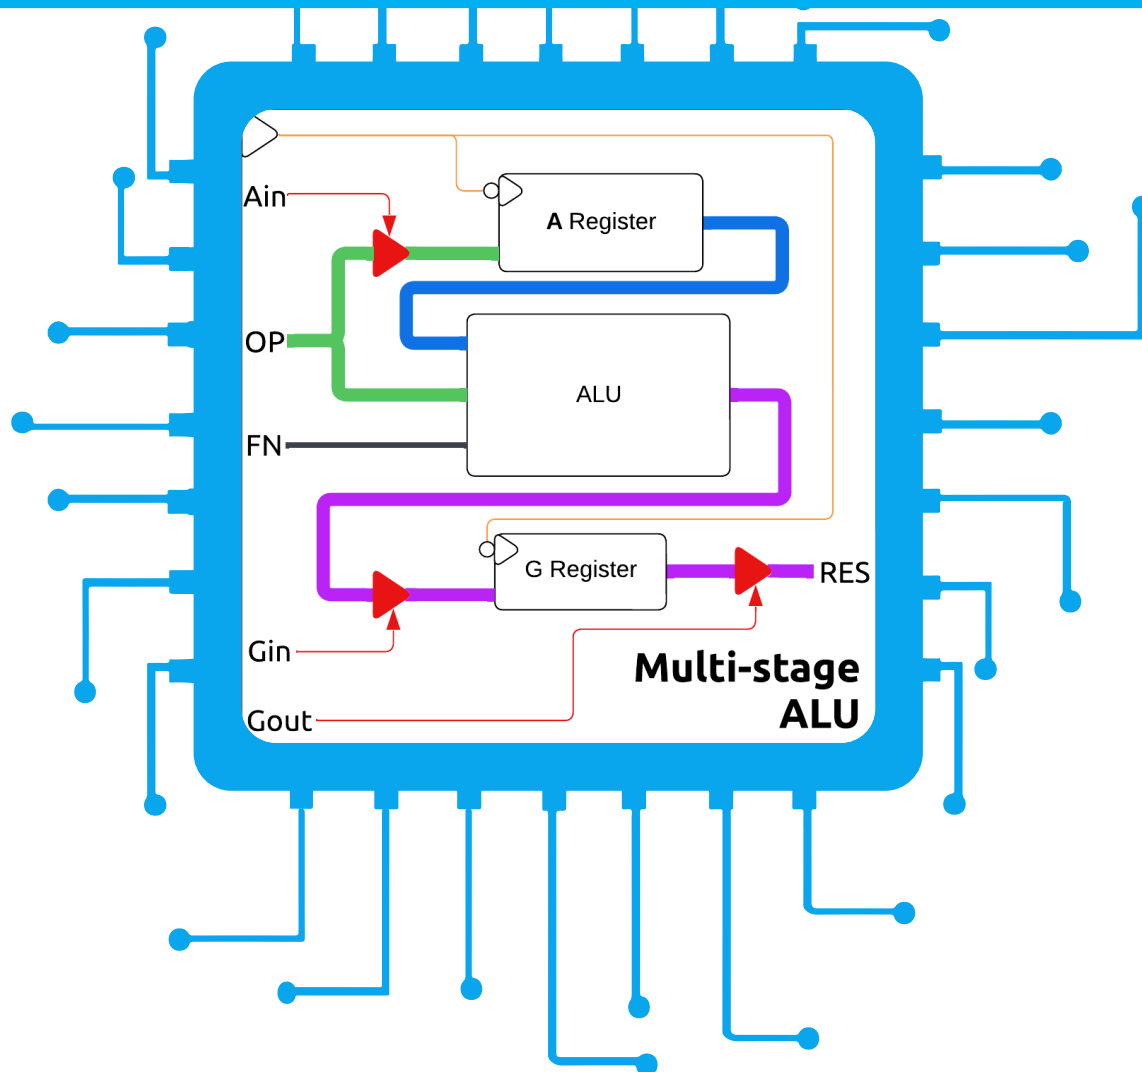 Ain
A Register
OP
ALU
FN
G Register
RES
Gin
Multi-stage
ALU
Gout